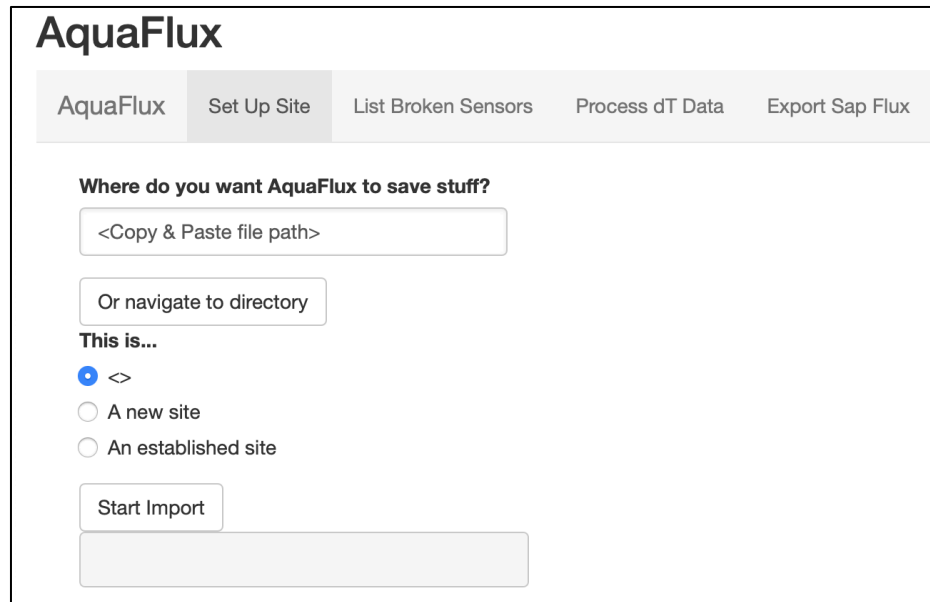 AquaFlux
AquaFlux Set Up Site List Broken Sensors Process dT Data Export Sap Flux
Where do you want AquaFlux to save stuff?
<Copy & Paste file path>
Or navigate to directory
This is...
<>
A new site
An established site
Start Import